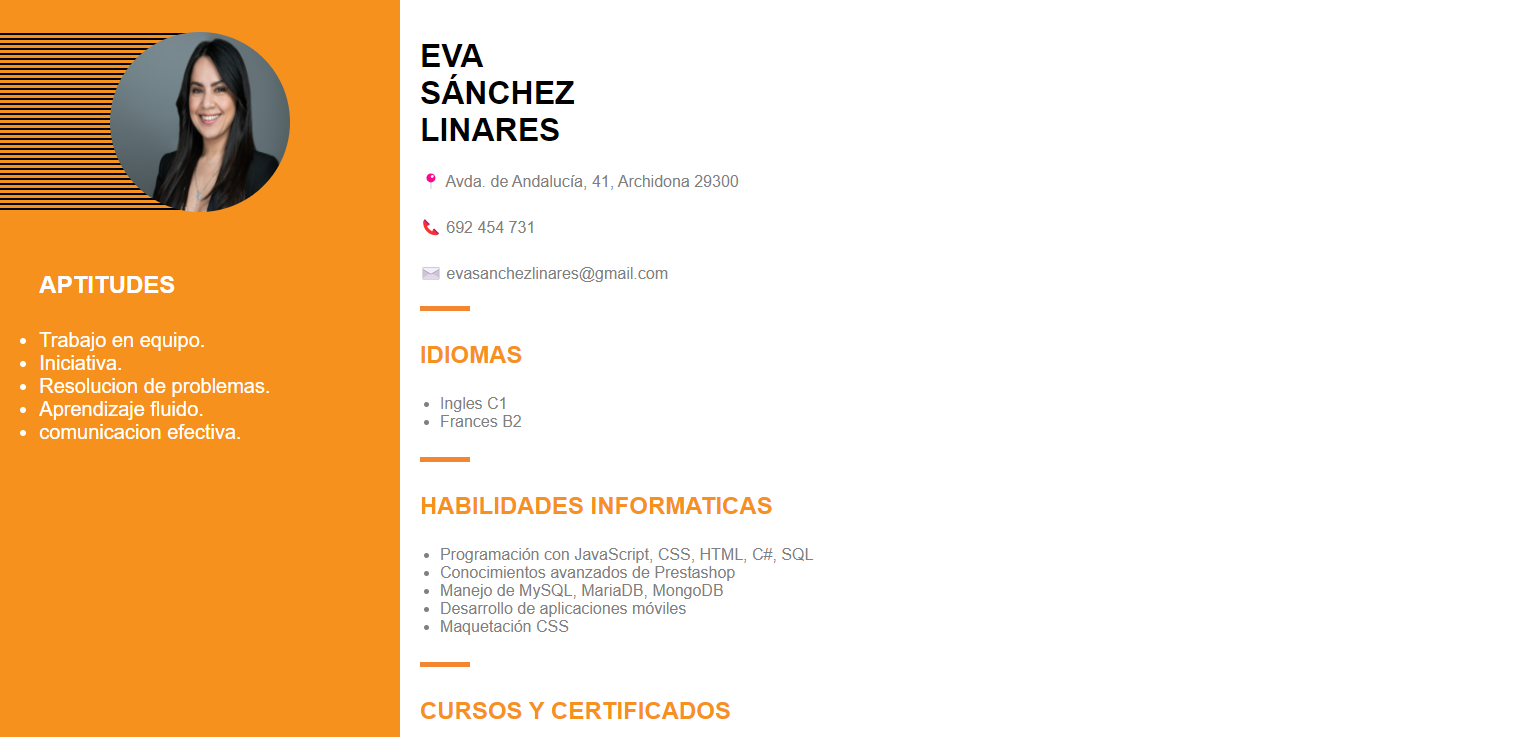 APTITUDES
Trabajo en equipo.
Iniciativa.
Resolucion de problemas.
Aprendizaje fluido.
comunicacion efectiva.
EVA
SÁNCHEZ
LINARES
Avda. de Andalucía, 41, Archidona 29300
692 454 731
evasanchezlinares@gmail.com
IDIOMAS
Ingles C1
Frances B2
HABILIDADES INFORMATICAS
Programación con JavaScript, CSS, HTML, C#, SQL
Conocimientos avanzados de Prestashop
Manejo de MySQL, MariaDB, MongoDB
Desarrollo de aplicaciones móviles
Maquetación CSS
CURSOS Y CERTIFICADOS